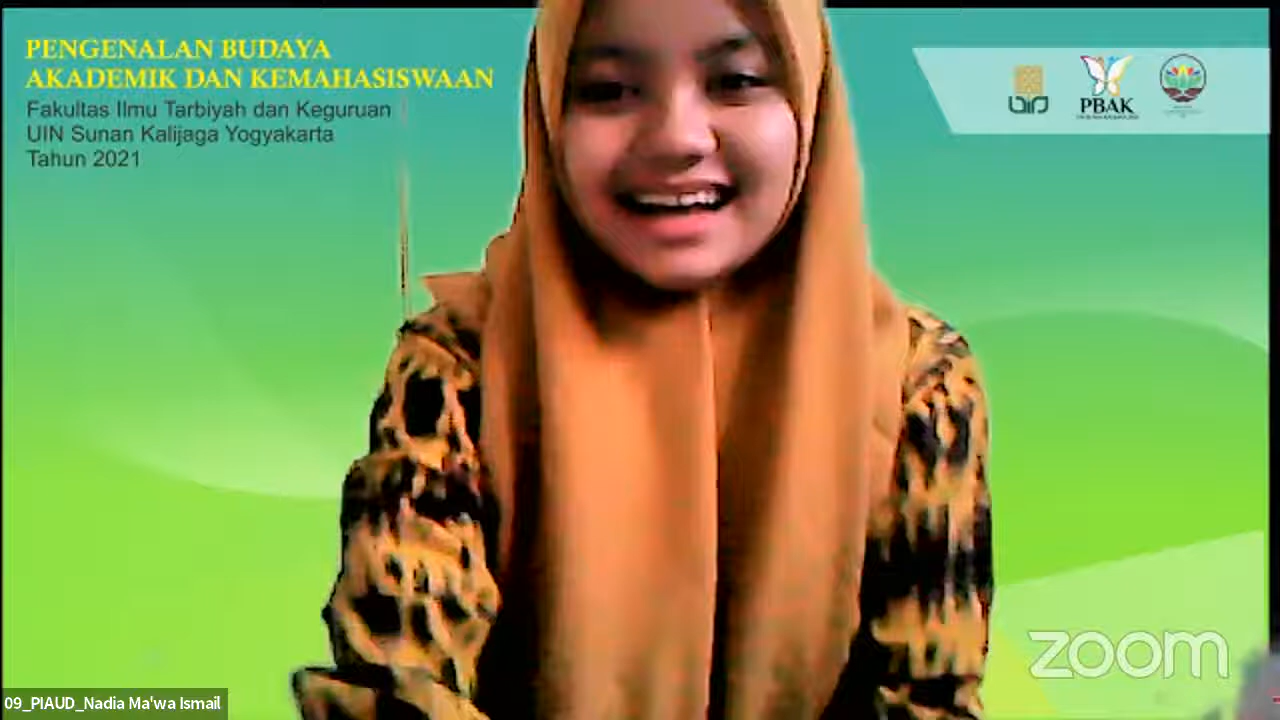 PENGENALAN BUDAYA
AKADEMIK DAN KEMAHASISWAAN
Fakultas Ilmu Tarbiyah dan Keguruan
UIN Sunan Kalijaga Yogyakarta
Tahun 2021
PBAK
zoom
09_PIAUD_Nadia Ma'wa Ismail